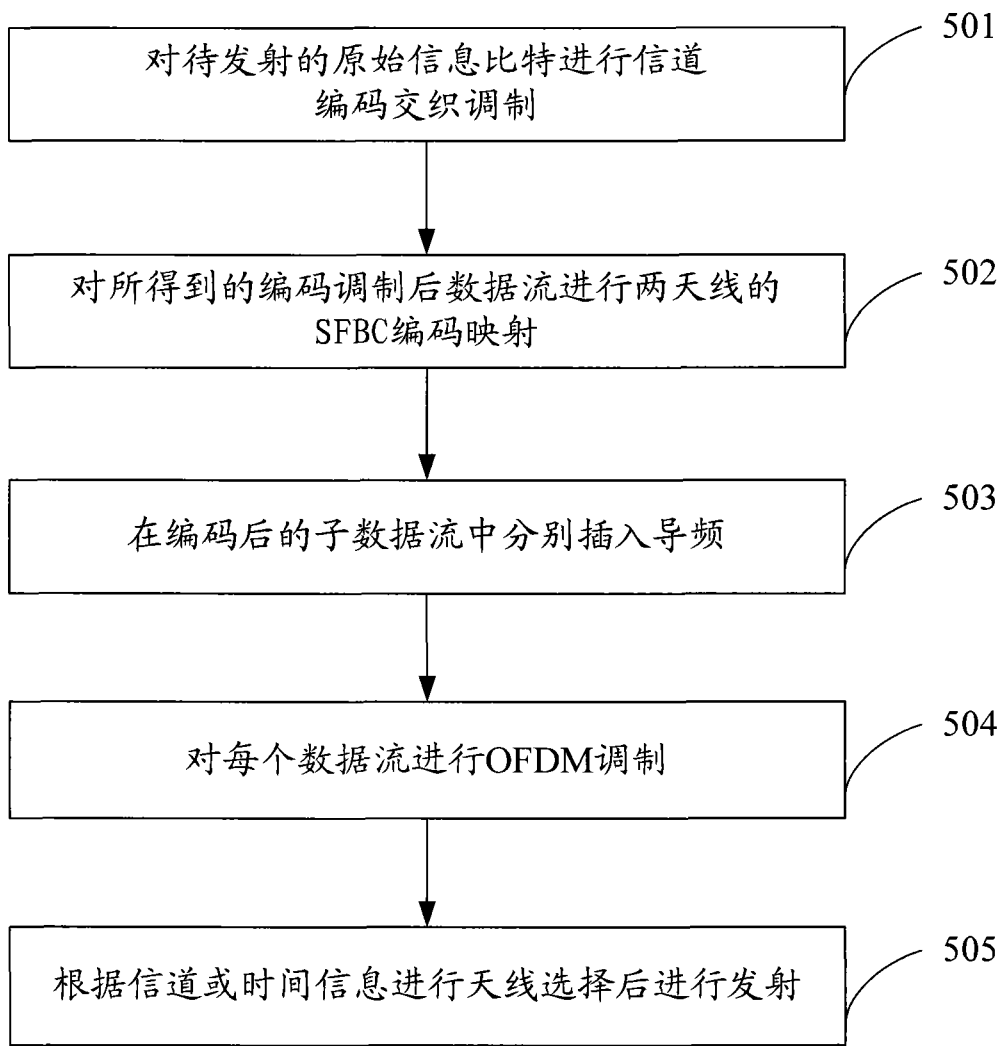 501
对待发射的原始信息比特进行信道
编码交织调制
502
对所得到的编码调制后数据流进行两天线的
SFBC编码映射
503
在编码后的子数据流中分别插入导频
504
对每个数据流进行OFDM调制
505
根据信道或时间信息进行天线选择后进行发射